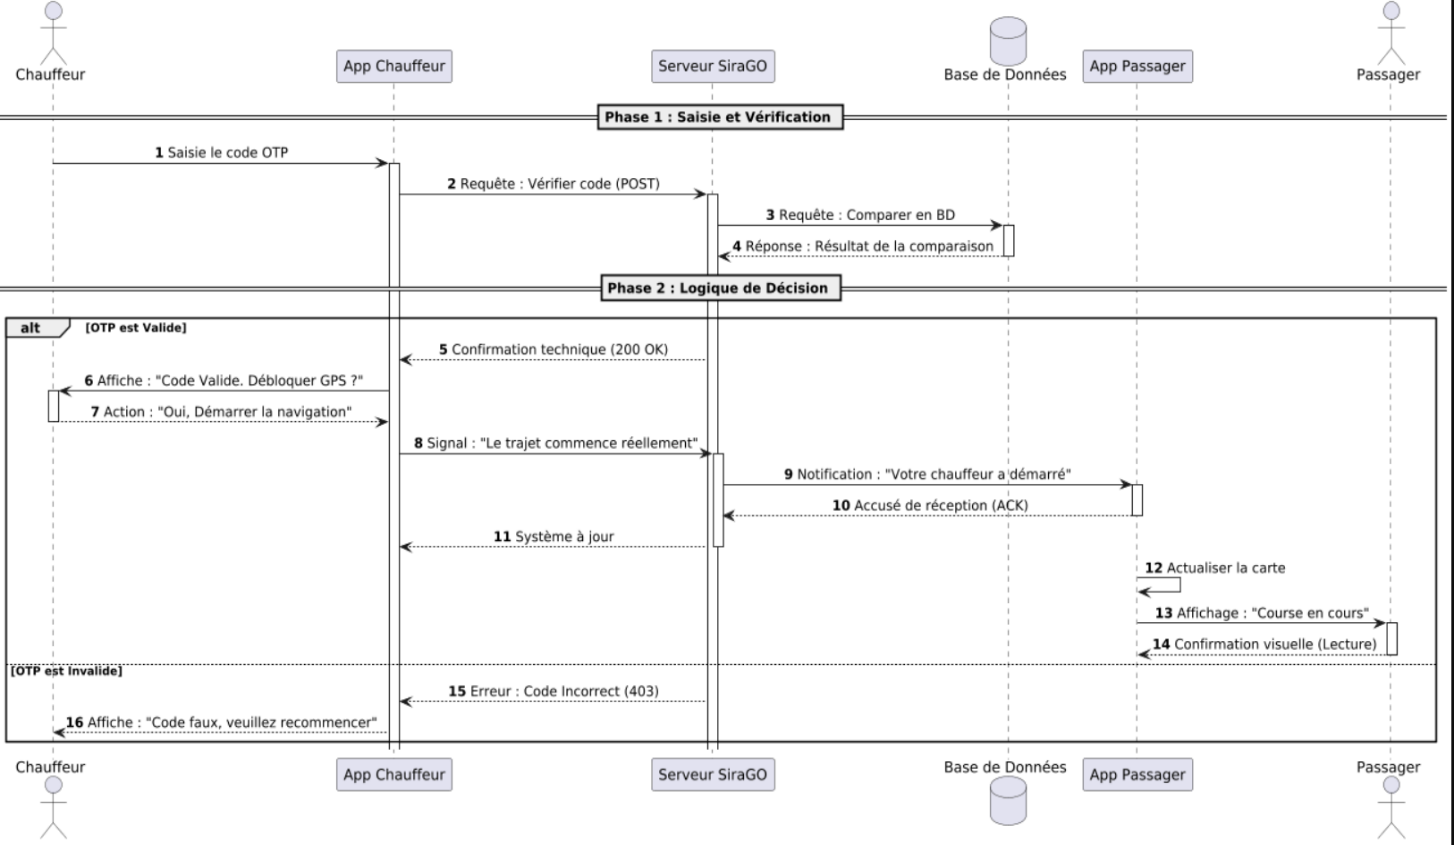 Chauffeur
App Chauffeur
Serveur SiraGO
Base de Données
App Passager
Passager
Phase 1 : Saisie et Vérification
1 Saisie le code OTP
2 Requête : Vérifier code (POST)
3 Requête : Comparer en BD
4 Réponse : Résultat de la comparaison
Phase 2 : Logique de Décision
alt [OTP est Valide]
5 Confirmation technique (200 OK)
6 Affiche : "Code Valide. Débloquer GPS ?"
7 Action : "Oui, Démarrer la navigation"
8 Signal : "Le trajet commence réellement"
9 Notification : "Votre chauffeur a démarré"
10 Accusé de réception (ACK)
11 Système à jour
12 Actualiser la carte
13 Affichage : "Course en cours"
14 Confirmation visuelle (Lecture)
[OTP est Invalide]
15 Erreur : Code Incorrect (403)
16 Affiche : "Code faux, veuillez recommencer"
Chauffeur
App Chauffeur
Serveur SiraGO
Base de Données
App Passager
Passager